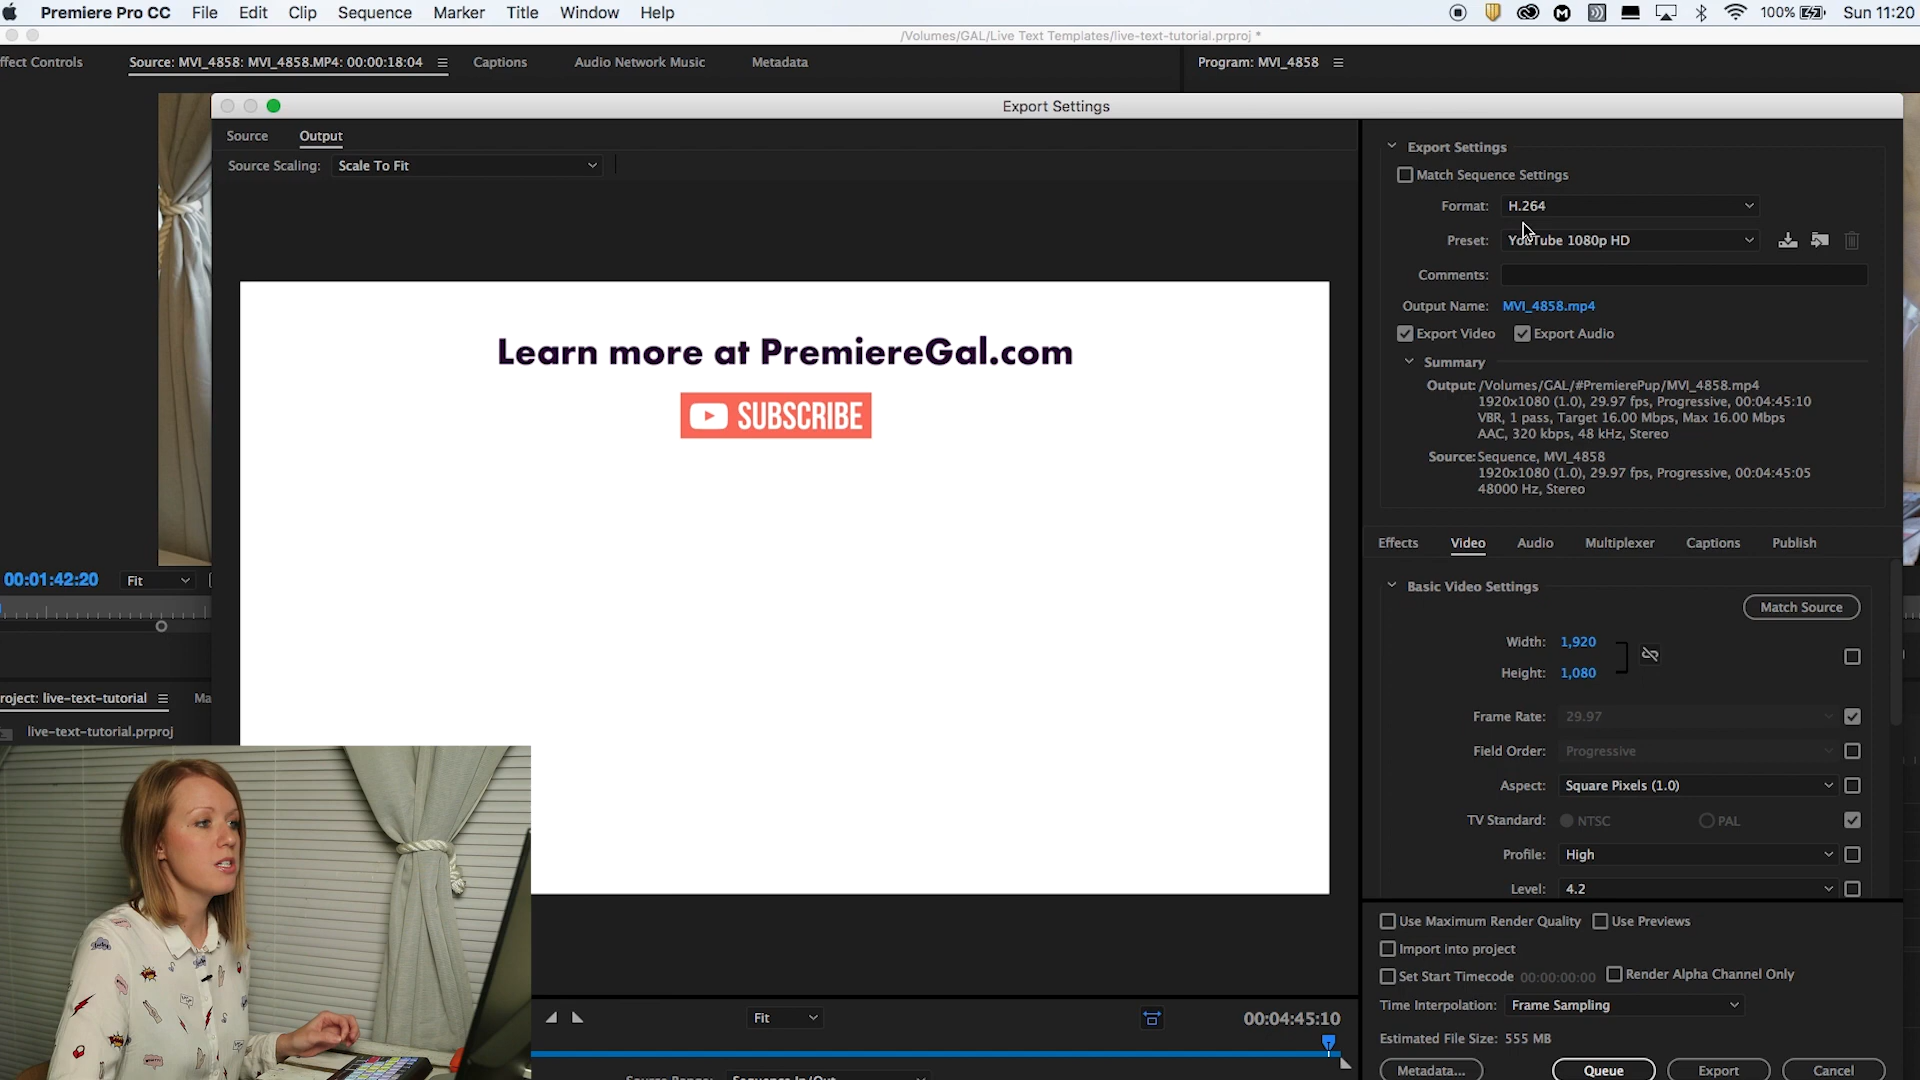 Premiere Pro CC File Edit Clip Sequence Marker Title Window Help 100% Sun 11:20
/Volumes/GAL/Live Text Templates/live-text-tutorial.prproj *
ffect Controls Source: MVI_4858: MVI_4858.MP4: 00:00:18:04 Captions Audio Network Music Metadata Program: MVI_4858
Export Settings
Source Output
Source Scaling: Scale To Fit
Export Settings
Match Sequence Settings
Format: H.264
Preset: YouTube 1080p HD
Comments:
Output Name: MVI_4858.mp4
Export Video Export Audio
Summary
Output: /Volumes/GAL/#PremierePup/MVI_4858.mp4
1920x1080 (1.0), 29.97 fps, Progressive, 00:04:45:10
VBR, 1 pass, Target 16.00 Mbps, Max 16.00 Mbps
AAC, 320 kbps, 48 kHz, Stereo
Source: Sequence, MVI_4858
1920x1080 (1.0), 29.97 fps, Progressive, 00:04:45:05
48000 Hz, Stereo
Learn more at PremiereGal.com
SUBSCRIBE
Effects Video Audio Multiplexer Captions Publish
Basic Video Settings
Match Source
Width: 1,920
Height: 1,080
Frame Rate: 29.97
Field Order: Progressive
Aspect: Square Pixels (1.0)
TV Standard: NTSC PAL
Profile: High
Level: 4.2
Use Maximum Render Quality Use Previews
Import into project
Set Start Timecode 00:00:00:00 Render Alpha Channel Only
Time Interpolation: Frame Sampling
Estimated File Size: 555 MB
Metadata... Queue Export Cancel
00:01:42:20 Fit
roject: live-text-tutorial Ma
live-text-tutorial.prproj
Fit 00:04:45:10
Source Range: Sequence In/Out